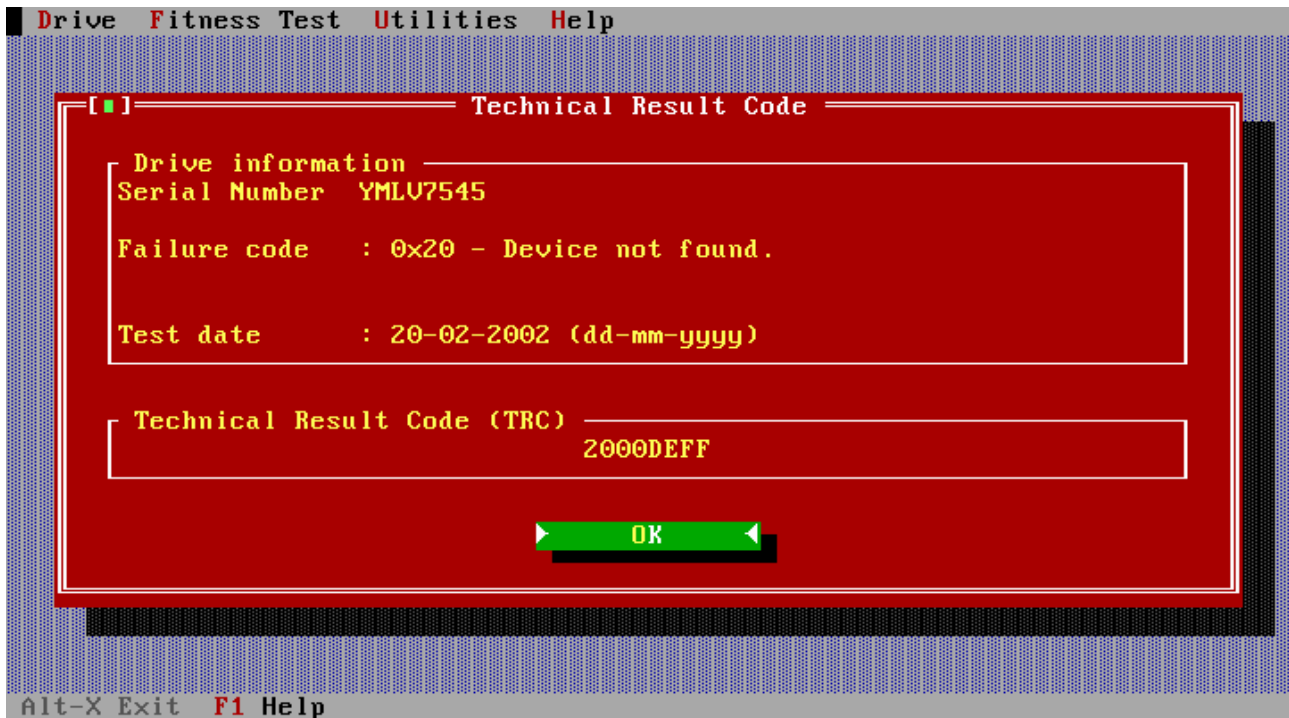 Drive Fitness Test Utilities Help
Technical Result Code
Drive information
Serial Number YMLV7545
Failure code : 0x20 - Device not found.
Test date : 20-02-2002 (dd-mm-yyyy)
Technical Result Code (TRC)
2000DEFF
OK
Alt-X Exit F1 Help